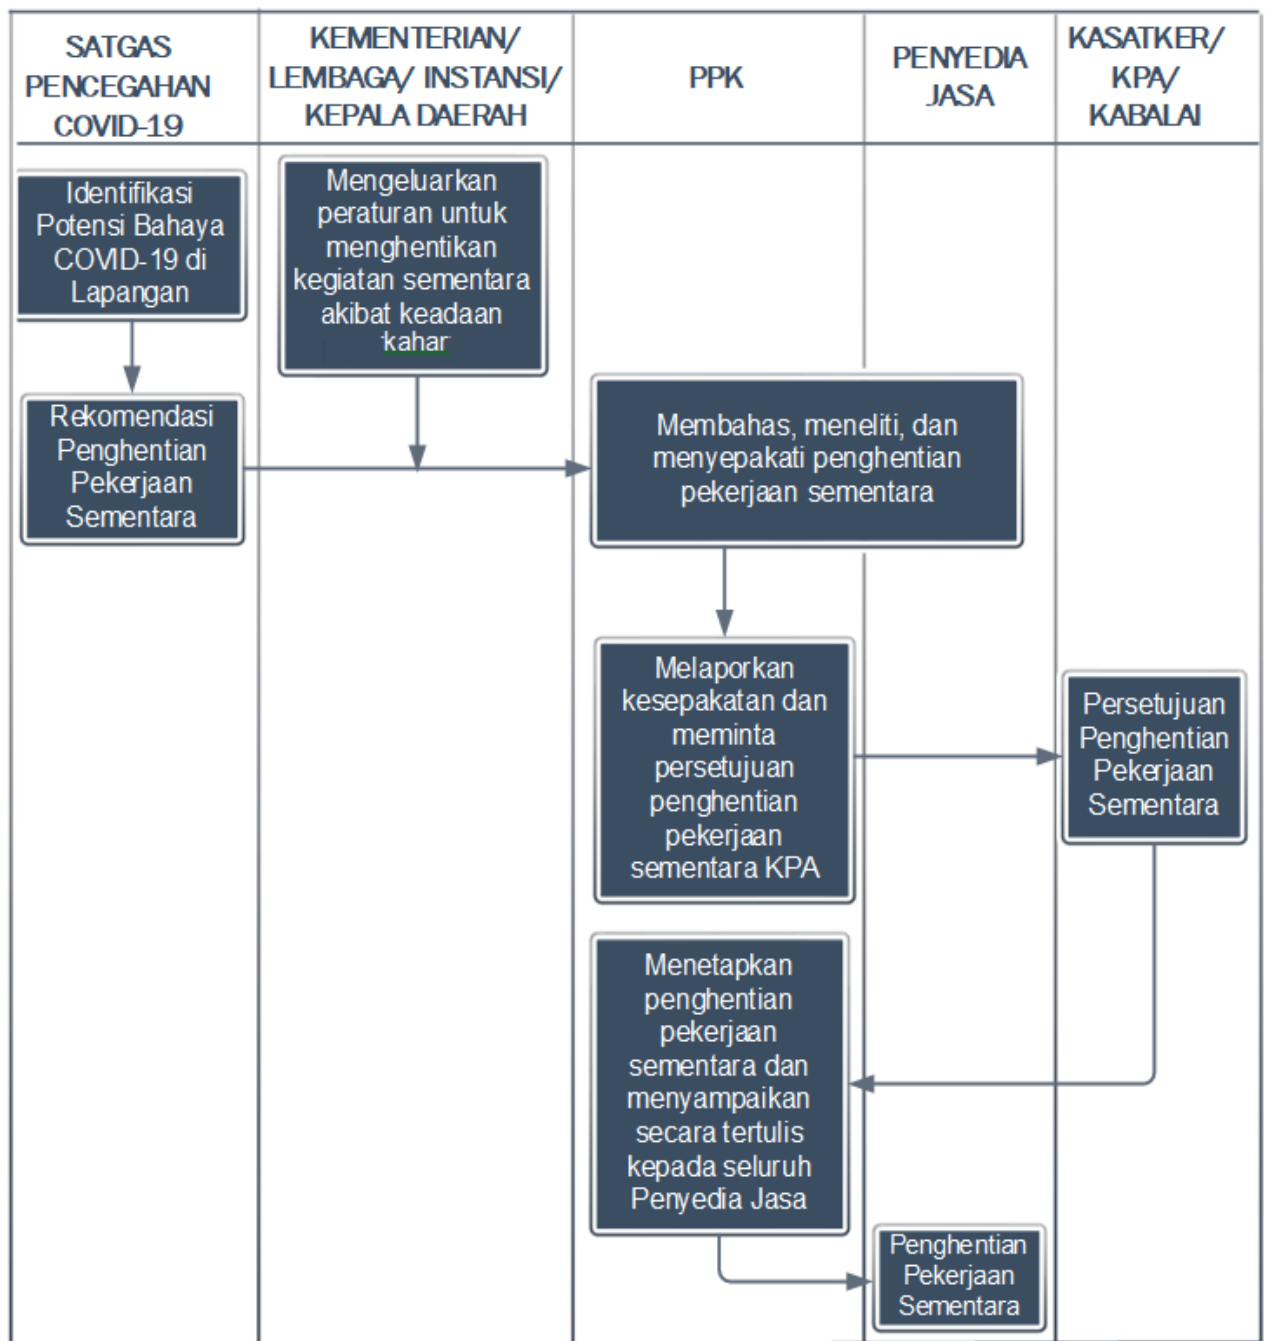 SATGAS
PENCEGAHAN
COVID-19
KEMENTERIAN/
LEMBAGA/ INSTANSI/
KEPALA DAERAH
PPK
PENYEDIA
JASA
KASATKER/
KPA/
KABALAI
Identifikasi
Potensi Bahaya
COVID-19 di
Lapangan
Mengeluarkan
peraturan untuk
menghentikan
kegiatan sementara
akibat keadaan
kahar
Rekomendasi
Penghentian
Pekerjaan
Sementara
Membahas, meneliti, dan
menyepakati penghentian
pekerjaan sementara
Melaporkan
kesepakatan dan
meminta
persetujuan
penghentian
pekerjaan
sementara KPA
Persetujuan
Penghentian
Pekerjaan
Sementara
Menetapkan
penghentian
pekerjaan
sementara dan
menyampaikan
secara tertulis
kepada seluruh
Penyedia Jasa
Penghentian
Pekerjaan
Sementara